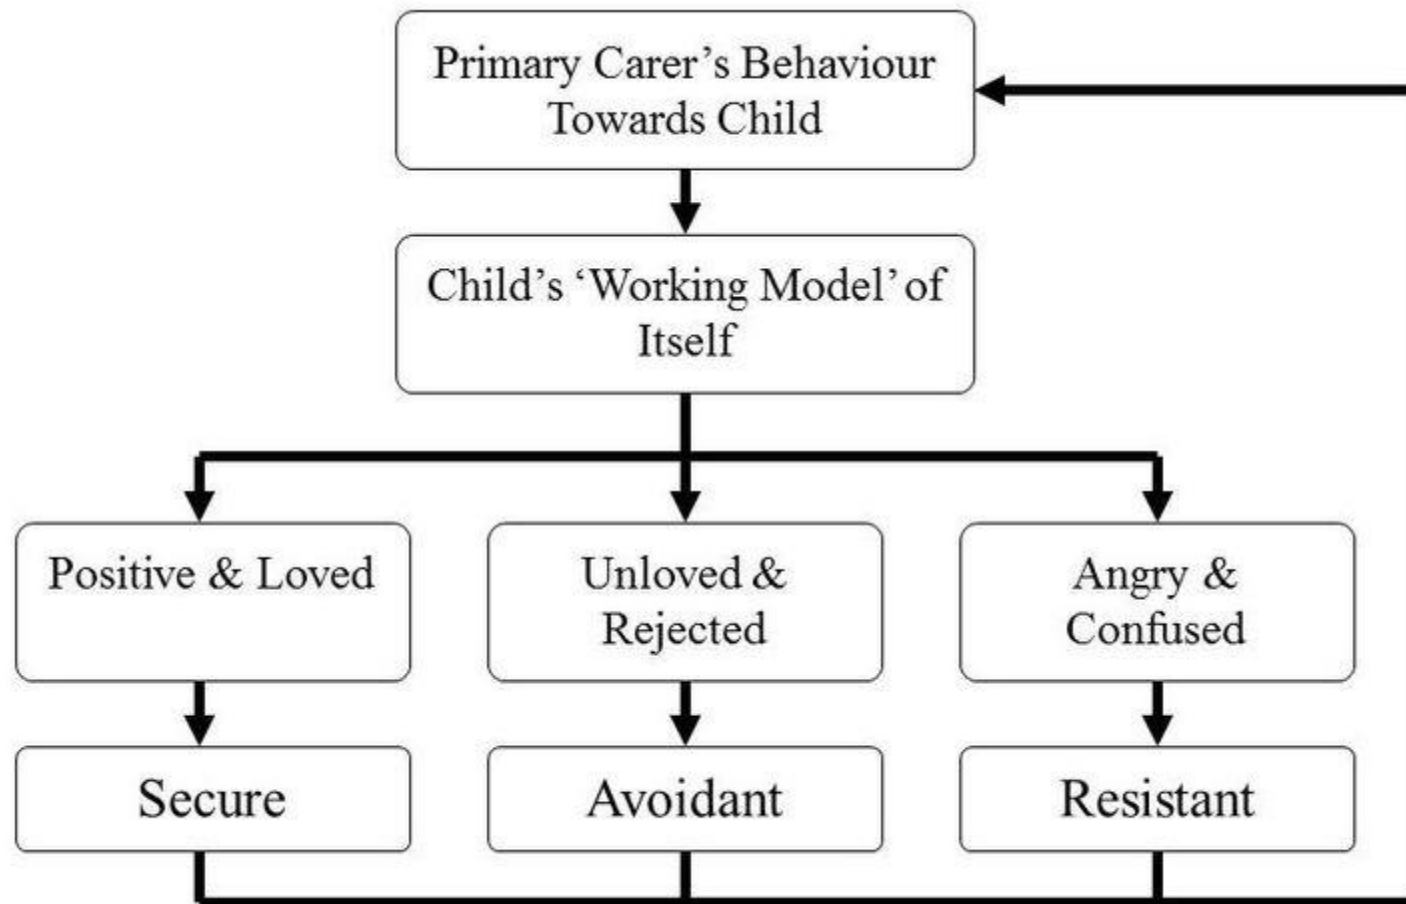 Primary Carer’s Behaviour
Towards Child
Child’s ‘Working Model’ of
Itself
Positive & Loved
Unloved &
Rejected
Angry &
Confused
Secure
Avoidant
Resistant